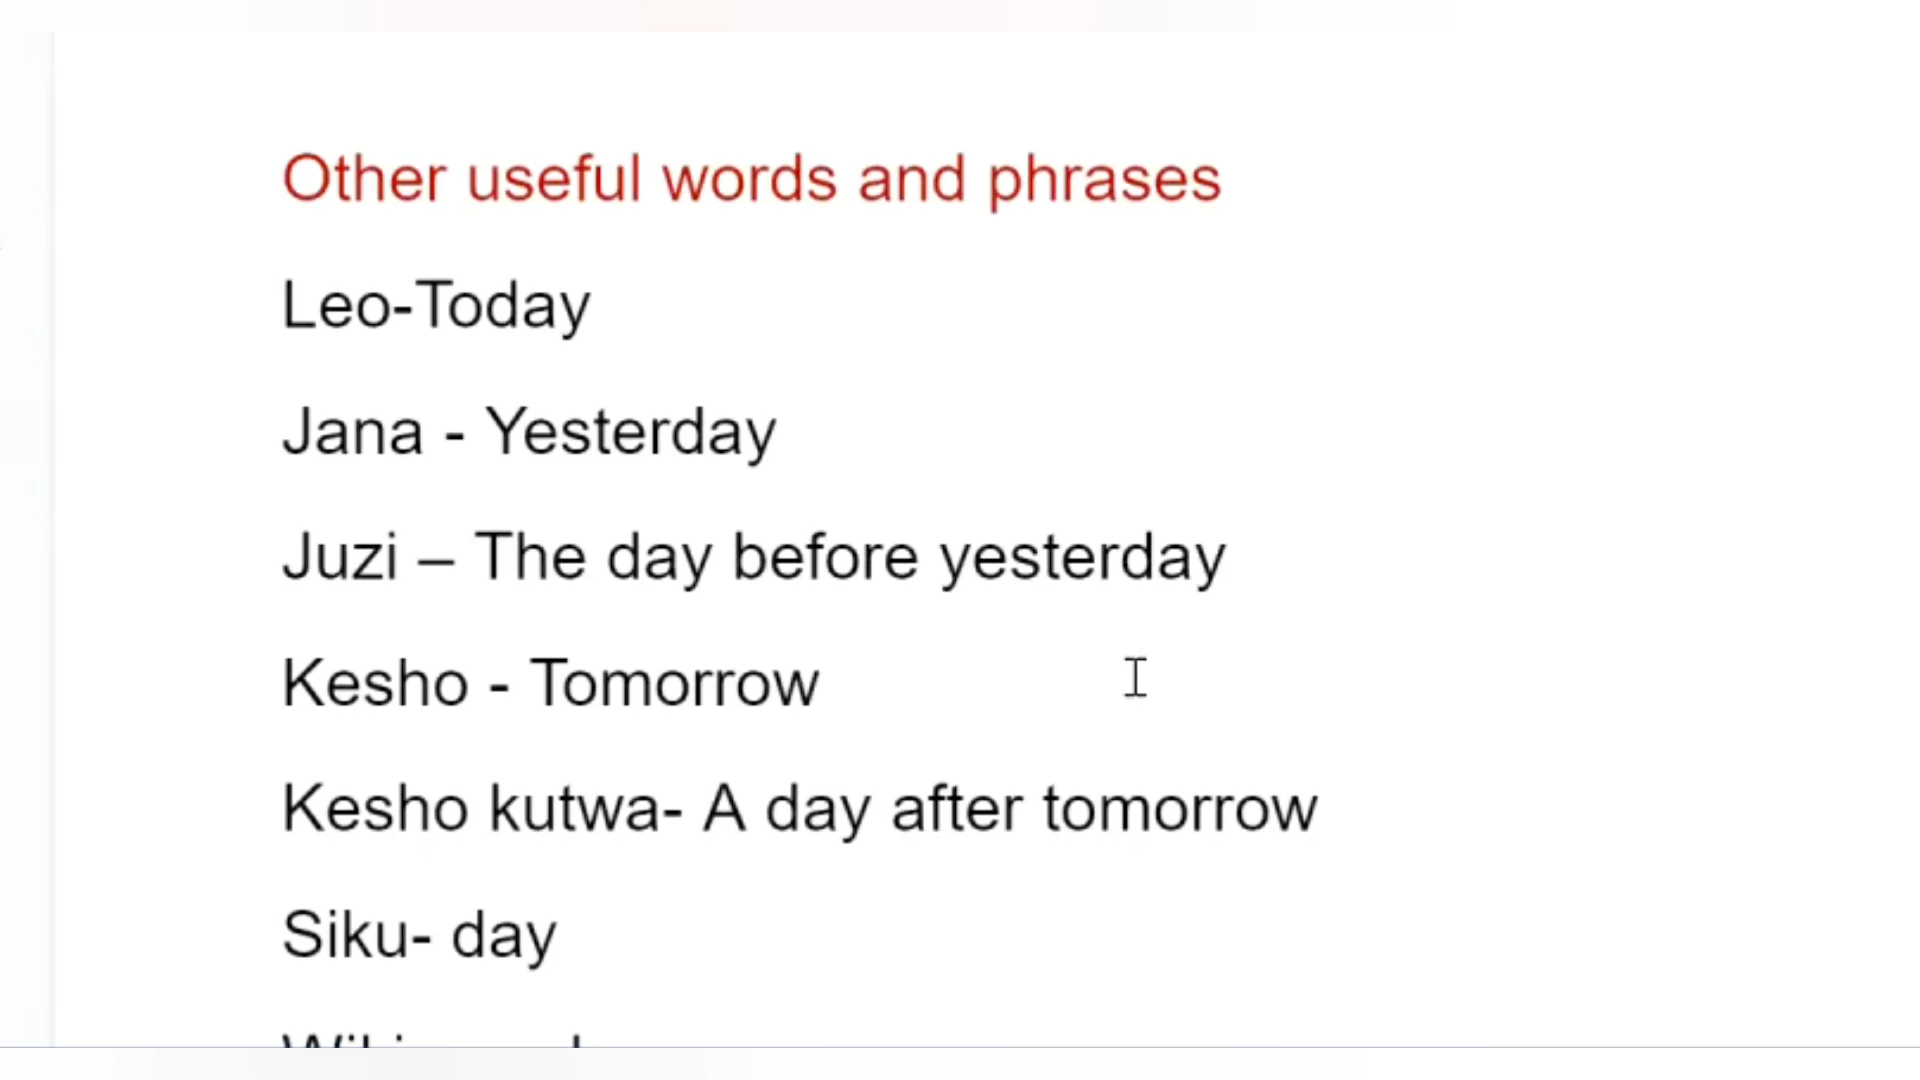 Other useful words and phrases
Leo-Today
Jana - Yesterday
Juzi – The day before yesterday
Kesho - Tomorrow
Kesho kutwa- A day after tomorrow
Siku- day